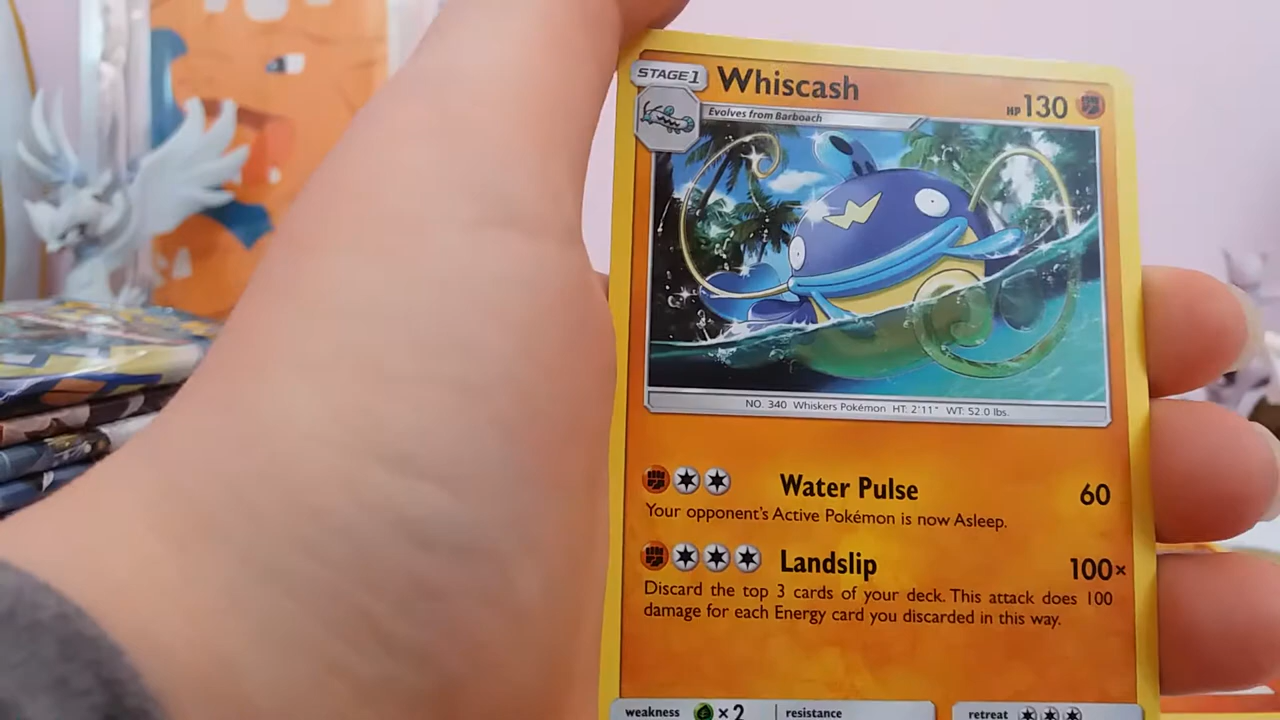 STAGE1 Whiscash HP 130
Evolves from Barboach
NO. 340 Whiskers Pokémon HT: 2'11" WT: 52.0 lbs.
Water Pulse 60
Your opponent's Active Pokémon is now Asleep.
Landslip 100×
Discard the top 3 cards of your deck. This attack does 100
damage for each Energy card you discarded in this way.
weakness ×2 resistance retreat